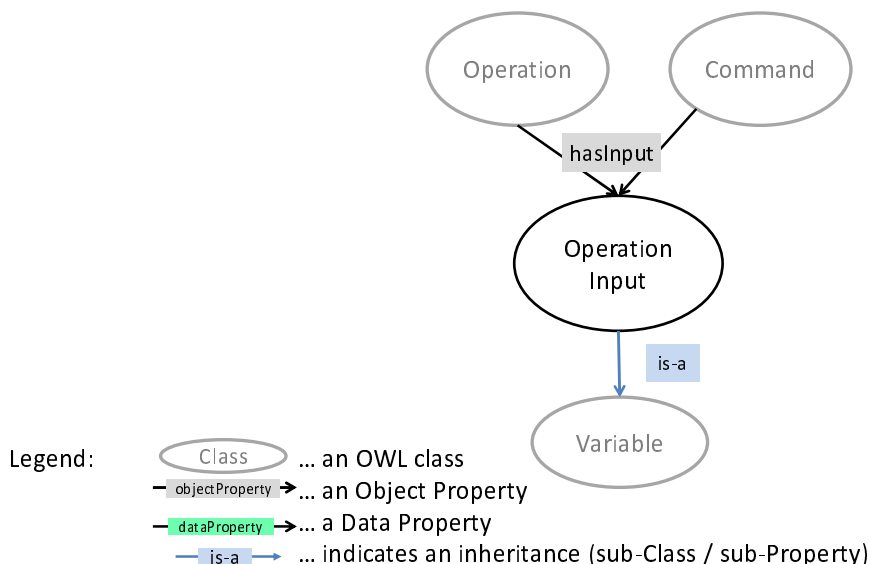 Operation
Command
hasInput
Operation
Input
is-a
Variable
Legend:
Class
... an OWL class
objectProperty
... an Object Property
dataProperty
... a Data Property
is-a
... indicates an inheritance (sub-Class / sub-Property)